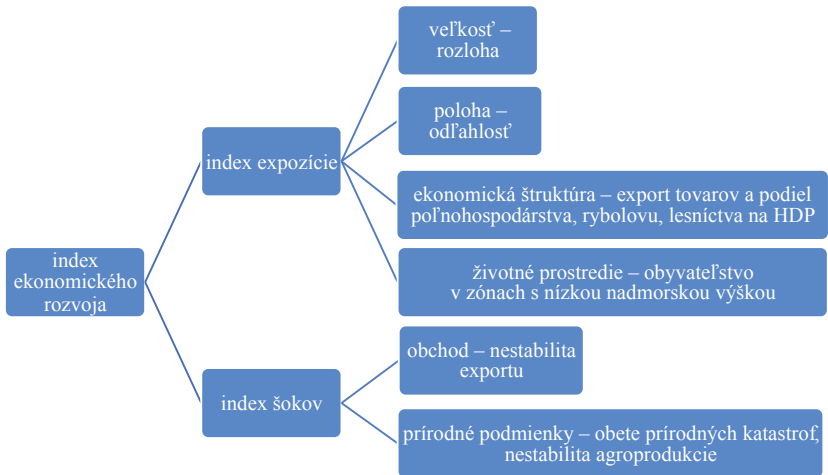 veľkosť –
rozloha
poloha –
odľahlosť
index expozície
ekonomická štruktúra – export tovarov a podiel
poľnohospodárstva, rybolovu, lesníctva na HDP
index
ekonomického
rozvoja
životné prostredie – obyvateľstvo
v zónach s nízkou nadmorskou výškou
obchod – nestabilita
exportu
index šokov
prírodné podmienky – obete prírodných katastrof,
nestabilita agroprodukcie